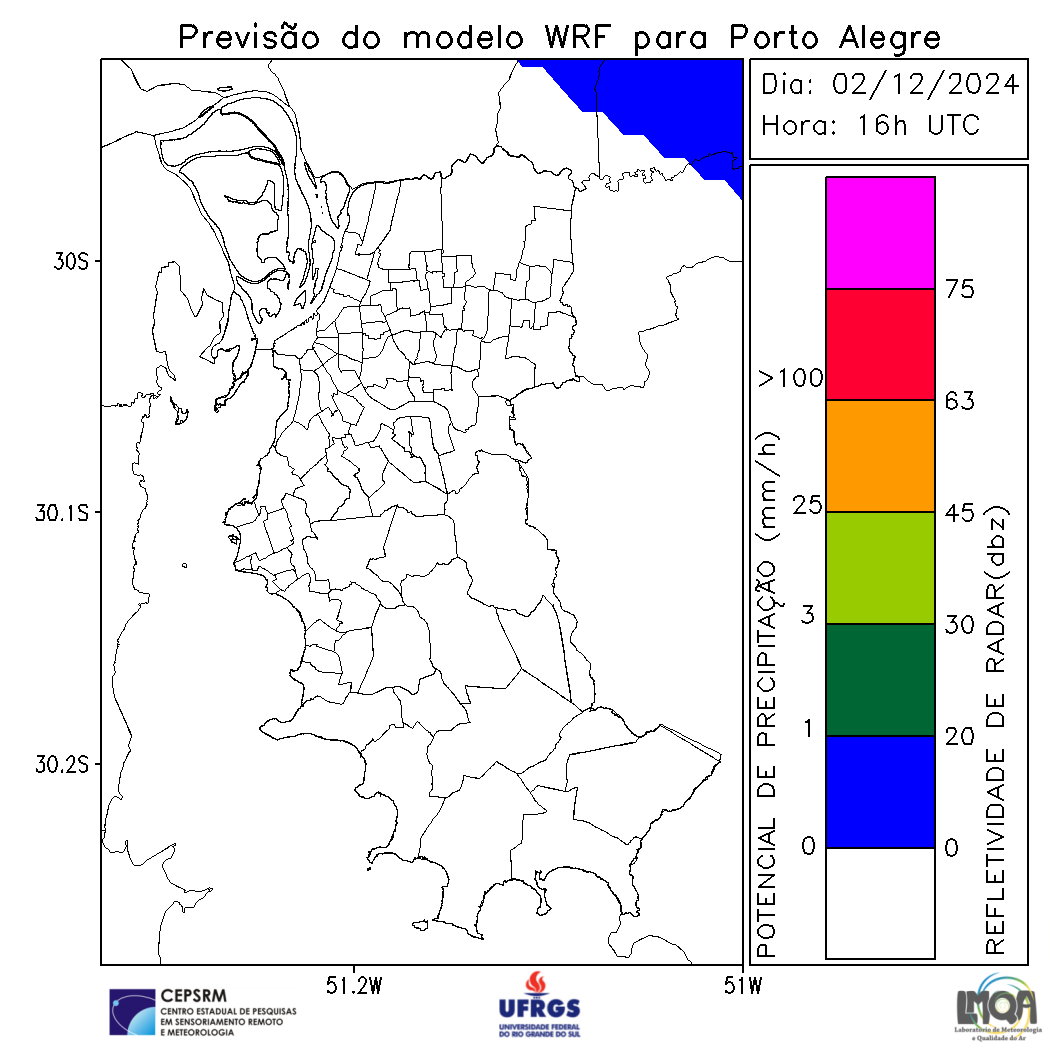 Previsão do modelo WRF para Porto Alegre
Dia: 02/12/2024
Hora: 16h UTC
30S
30.1S
30.2S
51.2W
51W
POTENCIAL DE PRECIPITAÇÃO (mm/h)
>100
25
3
1
0
75
63
45
30
20
0
REFLETIVIDADE DE RADAR(dbz)
CEPSRM
CENTRO ESTADUAL DE PESQUISAS
EM SENSORIAMENTO REMOTO
E METEOROLOGIA
UFRGS
UNIVERSIDADE FEDERAL
DO RIO GRANDE DO SUL
LMQA
Laboratório de Meteorologia
e Qualidade do Ar